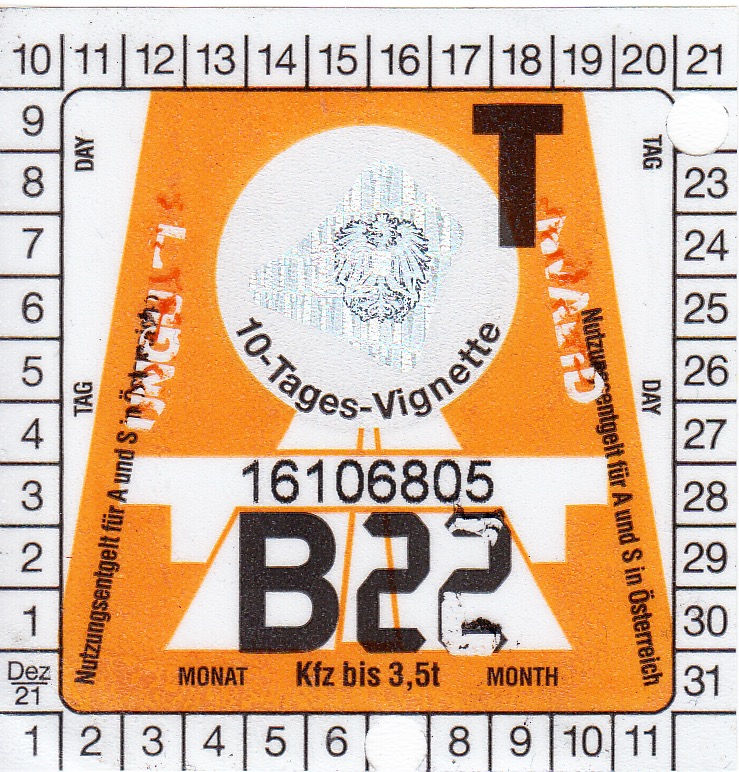 10 11 12 13 14 15 16 17 18 19 20 21
9
8
7
6
5
4
3
2
1
Dez
21
DAY
TAG
TAG
DAY
T
10-Tages-Vignette
16106805
B22
Nutzungsentgelt für A und S in Österreich
Nutzungsentgelt für A und S in Österreich
UNGÜLTIG
INVALID
MONAT Kfz bis 3,5t MONTH
23
24
25
26
27
28
29
30
31
1 2 3 4 5 6 8 9 10 11